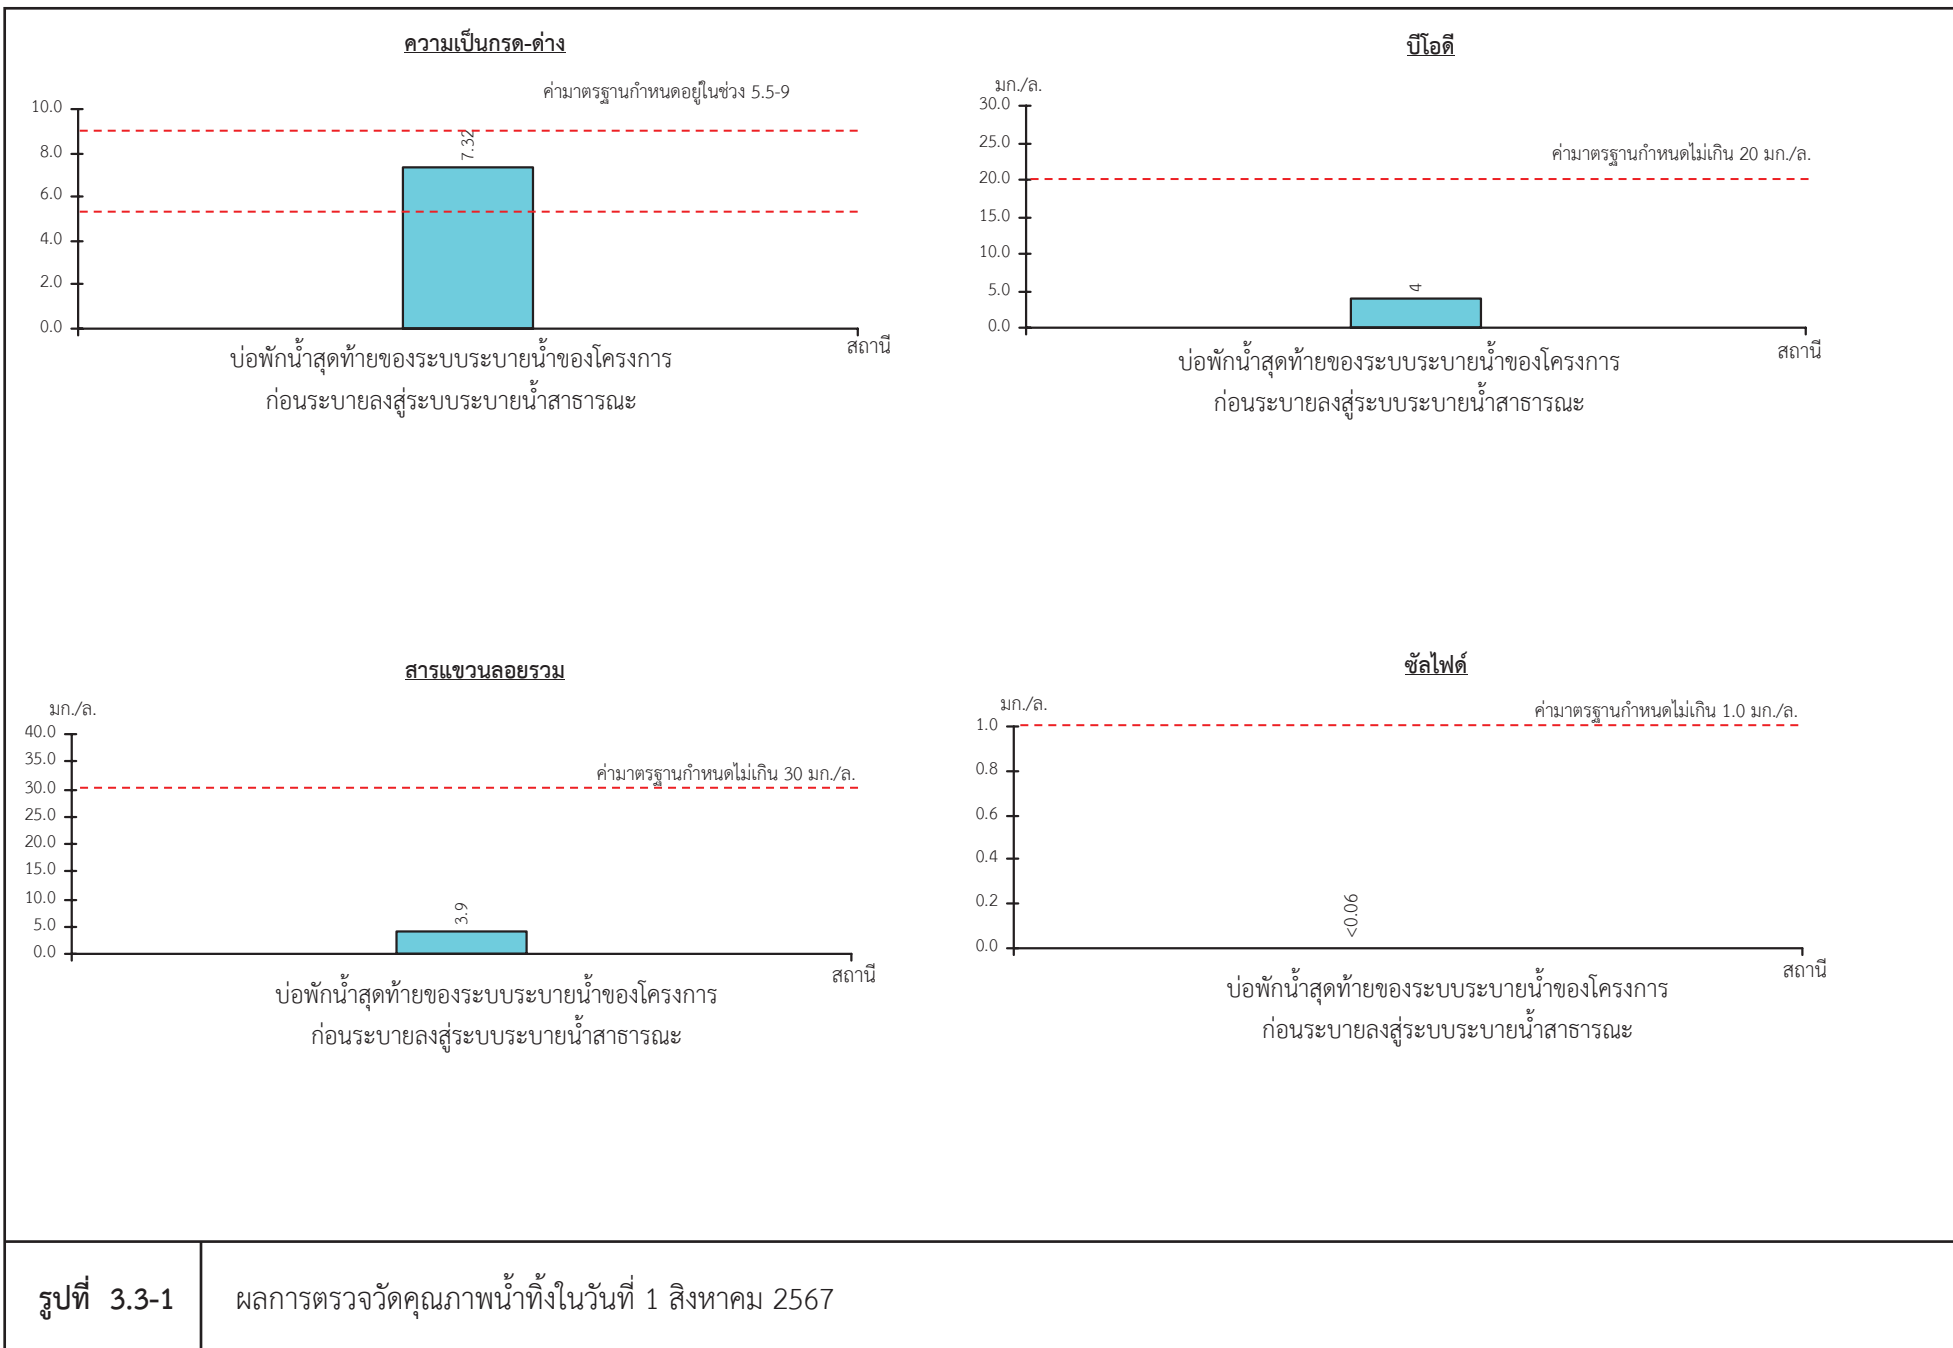 ความเป็นกรด-ด่าง
ค่ามาตรฐานกำหนดอยู่ในช่วง 5.5-9
10.0
8.0
6.0
4.0
2.0
0.0
7.32
สถานี
บ่อพักน้ำสุดท้ายของระบบระบายน้ำของโครงการ
ก่อนระบายลงสู่ระบบระบายน้ำสาธารณะ
บีโอดี
มก./ล.
30.0
25.0
20.0
15.0
10.0
5.0
0.0
ค่ามาตรฐานกำหนดไม่เกิน 20 มก./ล.
4
สถานี
บ่อพักน้ำสุดท้ายของระบบระบายน้ำของโครงการ
ก่อนระบายลงสู่ระบบระบายน้ำสาธารณะ
สารแขวนลอยรวม
มก./ล.
40.0
35.0
30.0
25.0
20.0
15.0
10.0
5.0
0.0
ค่ามาตรฐานกำหนดไม่เกิน 30 มก./ล.
3.9
สถานี
บ่อพักน้ำสุดท้ายของระบบระบายน้ำของโครงการ
ก่อนระบายลงสู่ระบบระบายน้ำสาธารณะ
ซัลไฟด์
มก./ล.
ค่ามาตรฐานกำหนดไม่เกิน 1.0 มก./ล.
1.0
0.8
0.6
0.4
0.2
0.0
<0.06
สถานี
บ่อพักน้ำสุดท้ายของระบบระบายน้ำของโครงการ
ก่อนระบายลงสู่ระบบระบายน้ำสาธารณะ
รูปที่ 3.3-1
ผลการตรวจวัดคุณภาพน้ำทิ้งในวันที่ 1 สิงหาคม 2567